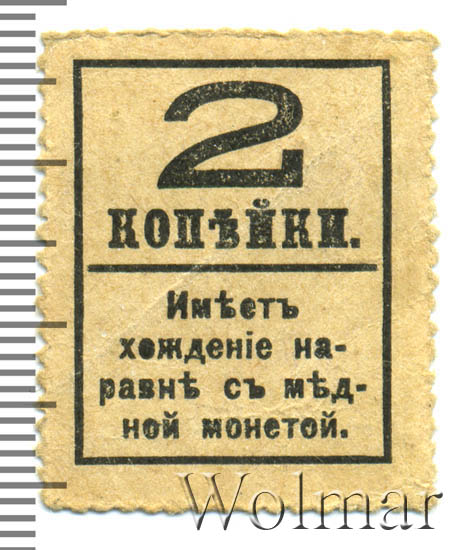 2
КОПѢЙКИ.
Имѣетъ
хожденіе на-
равнѣ съ мѣд-
ной монетой.
Wolmar